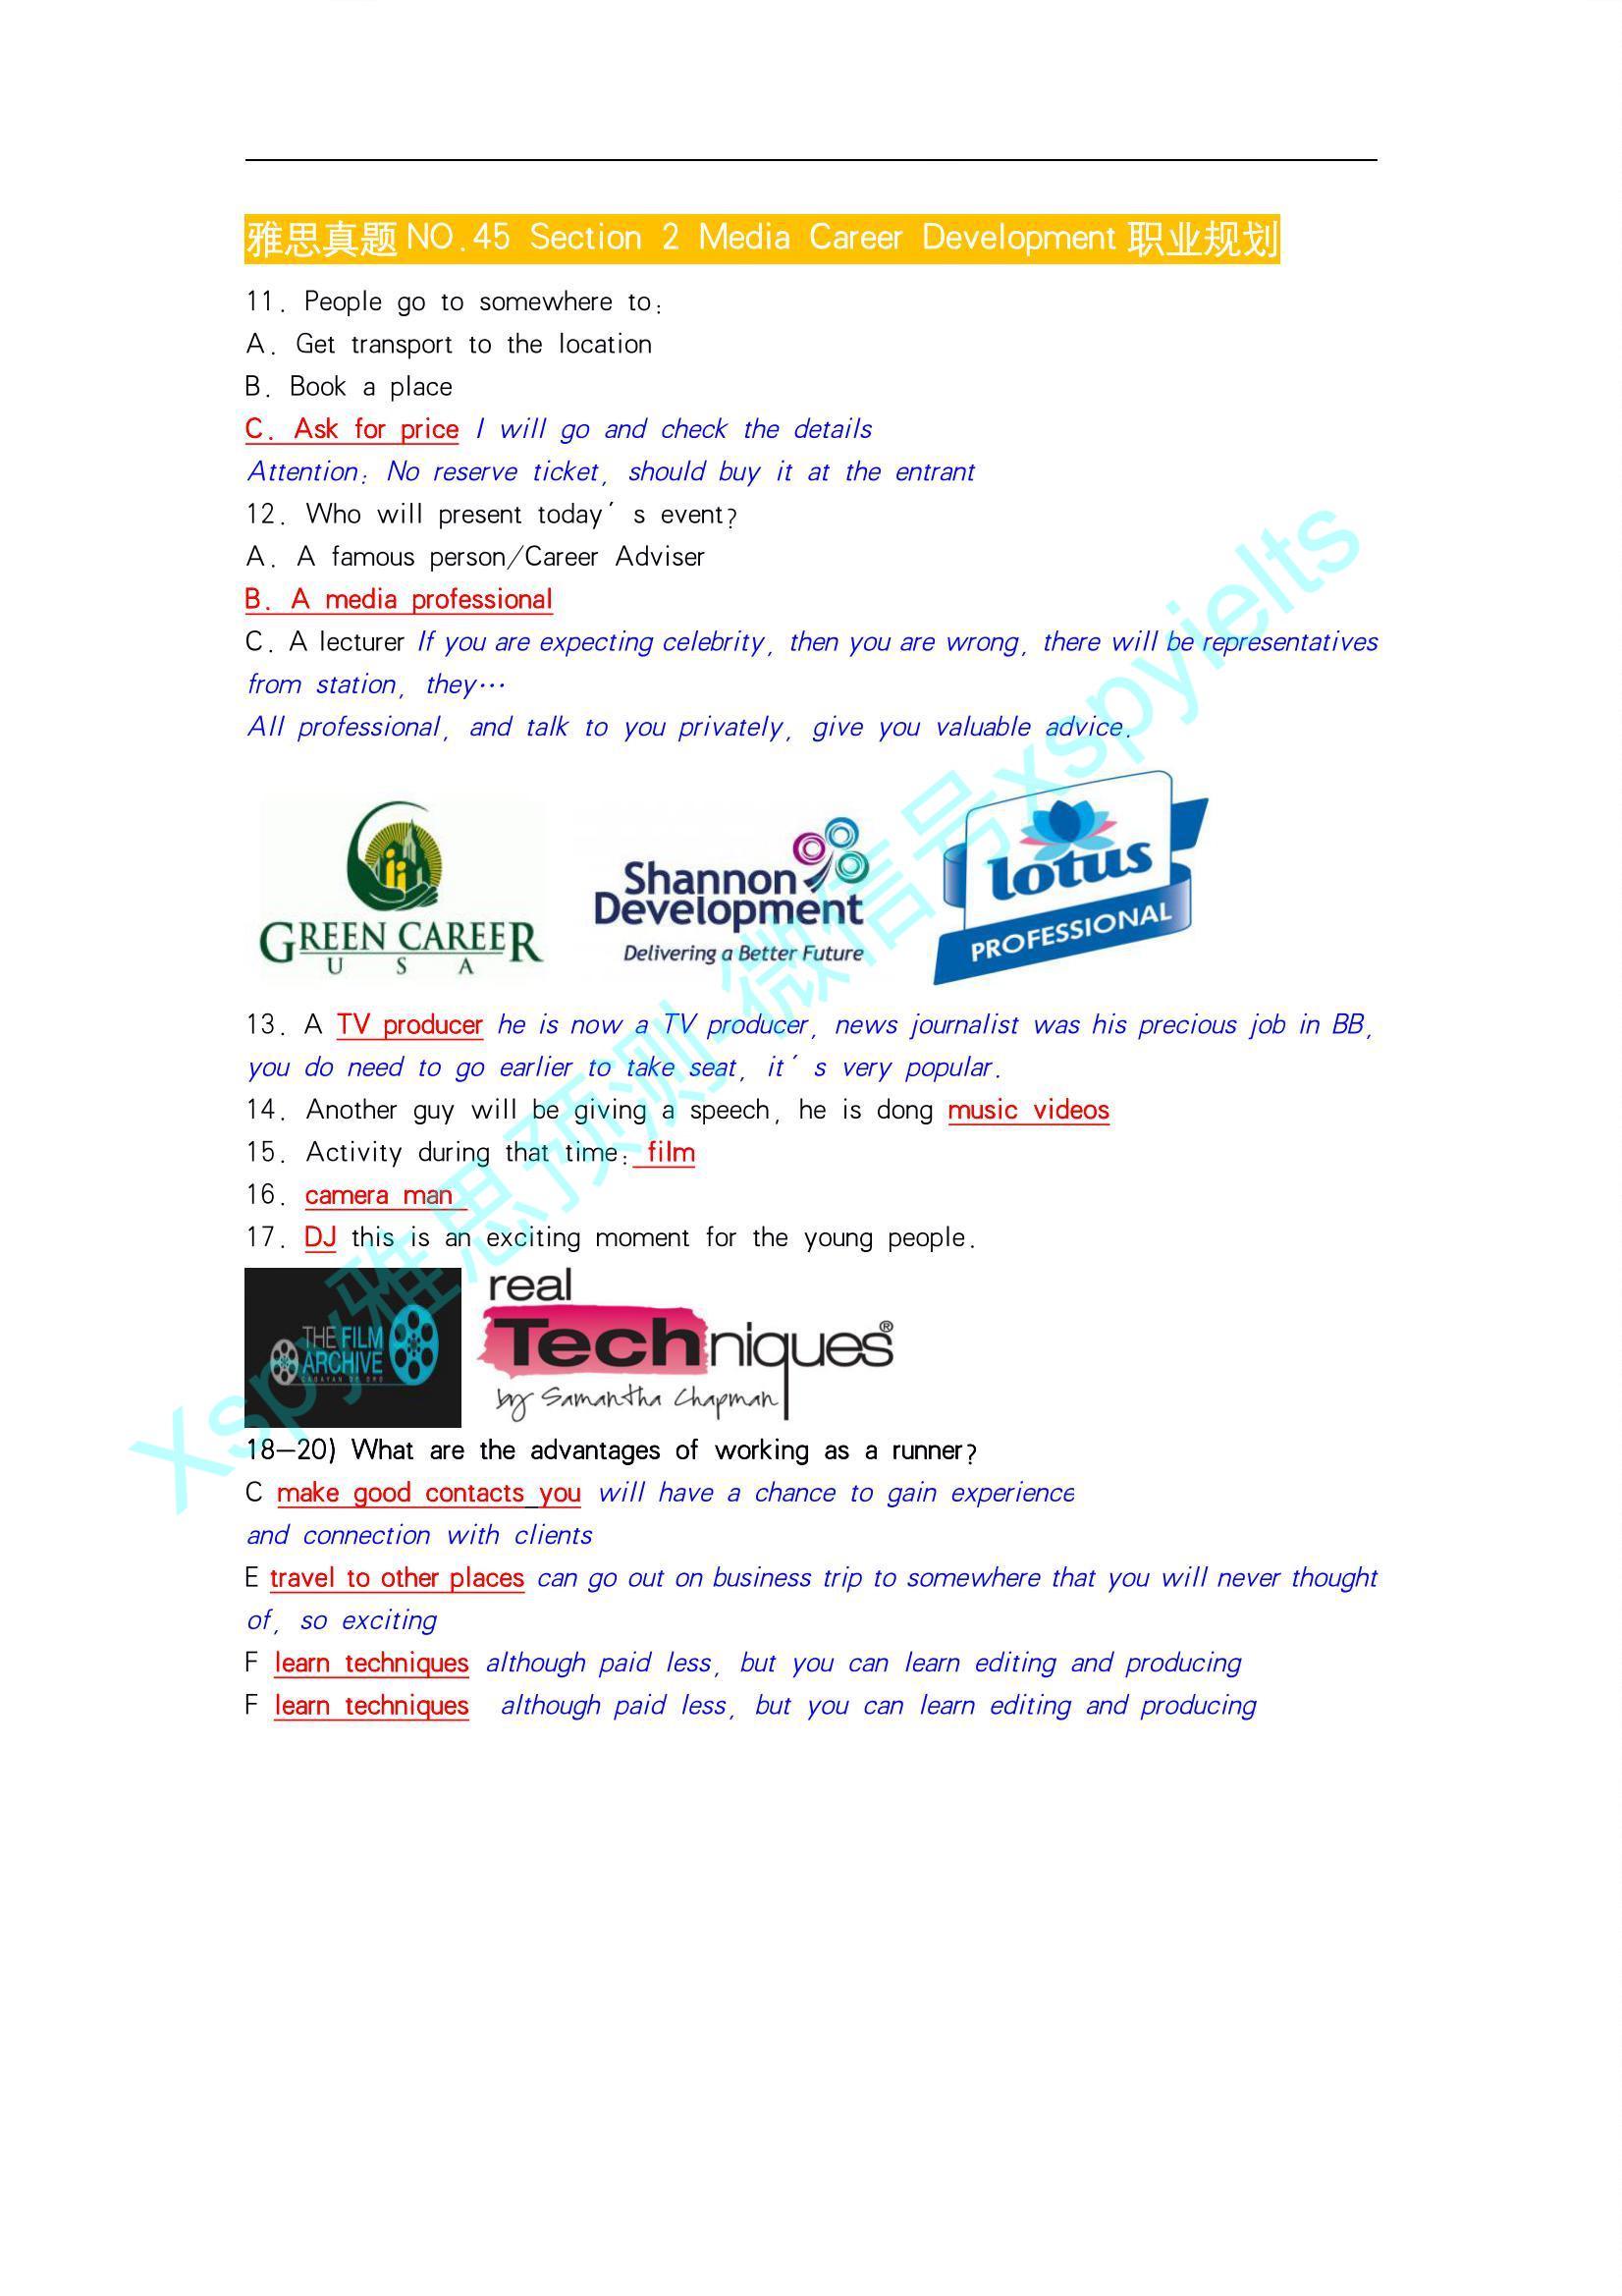 雅思真题 NO.45 Section 2 Media Career Development 职业规划
11. People go to somewhere to:
A. Get transport to the location
B. Book a place
C. Ask for price I will go and check the details
Attention: No reserve ticket, should buy it at the entrant
12. Who will present today's event?
A. A famous person/Career Adviser
B. A media professional
C. A lecturer If you are expecting celebrity, then you are wrong, there will be representatives
from station, they…
All professional, and talk to you privately, give you valuable advice.
GREEN CAREER
U S A
Shannon
Development
Delivering a Better Future
lotus
PROFESSIONAL
13. A TV producer he is now a TV producer, news journalist was his precious job in BB,
you do need to go earlier to take seat, it's very popular.
14. Another guy will be giving a speech, he is dong music videos
15. Activity during that time: film
16. camera man
17. DJ this is an exciting moment for the young people.
THE FILM
ARCHIVE
CAGAYAN DE ORO
real
Techniques®
by Samantha Chapman
18—20) What are the advantages of working as a runner?
C make good contacts you will have a chance to gain experience
and connection with clients
E travel to other places can go out on business trip to somewhere that you will never thought
of, so exciting
F learn techniques although paid less, but you can learn editing and producing
F learn techniques although paid less, but you can learn editing and producing
Xspy雅思预测-微信号xspyielts